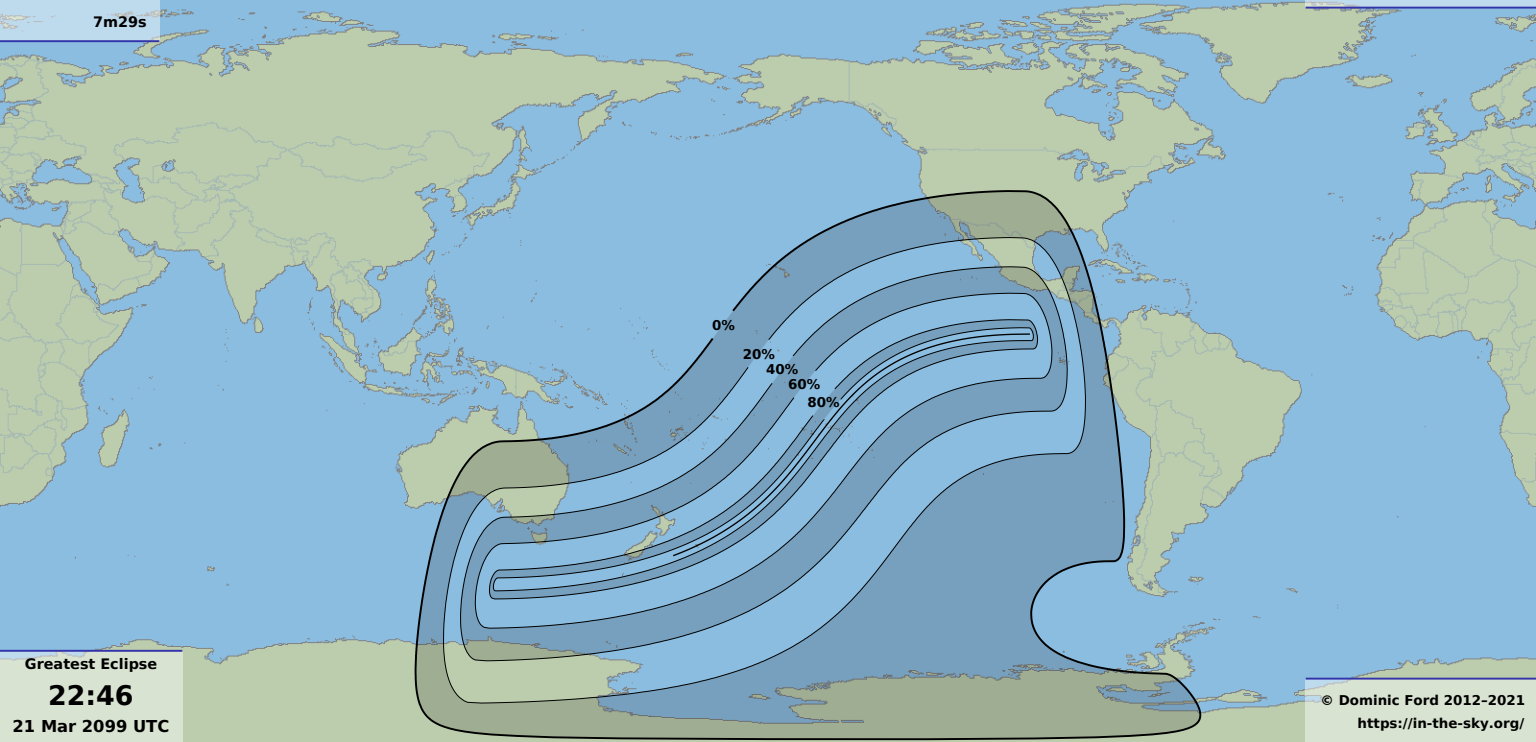 7m29s
0%
20%
40%
60%
80%
Greatest Eclipse
22:46
21 Mar 2099 UTC
© Dominic Ford 2012–2021
https://in-the-sky.org/